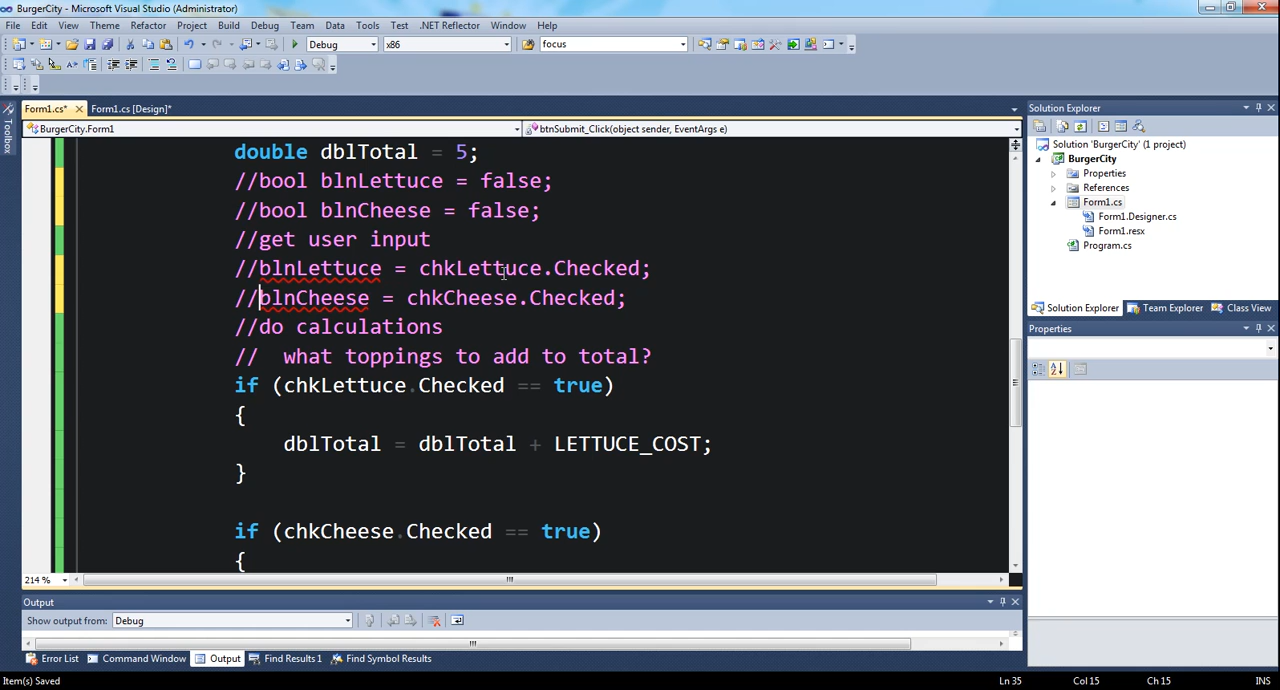 BurgerCity - Microsoft Visual Studio (Administrator)
File Edit View Theme Refactor Project Build Debug Team Data Tools Test .NET Reflector Window Help
Debug x86 focus
Form1.cs* Form1.cs [Design]*
BurgerCity.Form1 btnSubmit_Click(object sender, EventArgs e)
double dblTotal = 5;
//bool blnLettuce = false;
//bool blnCheese = false;
//get user input
//blnLettuce = chkLettuce.Checked;
//blnCheese = chkCheese.Checked;
//do calculations
// what toppings to add to total?
if (chkLettuce.Checked == true)
{
dblTotal = dblTotal + LETTUCE_COST;
}
if (chkCheese.Checked == true)
{
214 %
Output
Show output from: Debug
Error List Command Window Output Find Results 1 Find Symbol Results
Item(s) Saved Ln 35 Col 15 Ch 15 INS
Toolbox
Solution Explorer
Solution 'BurgerCity' (1 project)
BurgerCity
Properties
References
Form1.cs
Form1.Designer.cs
Form1.resx
Program.cs
Solution Explorer Team Explorer Class View
Properties